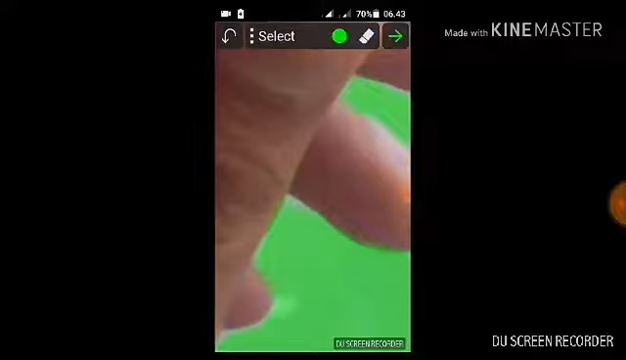 70% 06.43
Select
Made with KINEMASTER
DU SCREEN RECORDER
DU SCREEN RECORDER